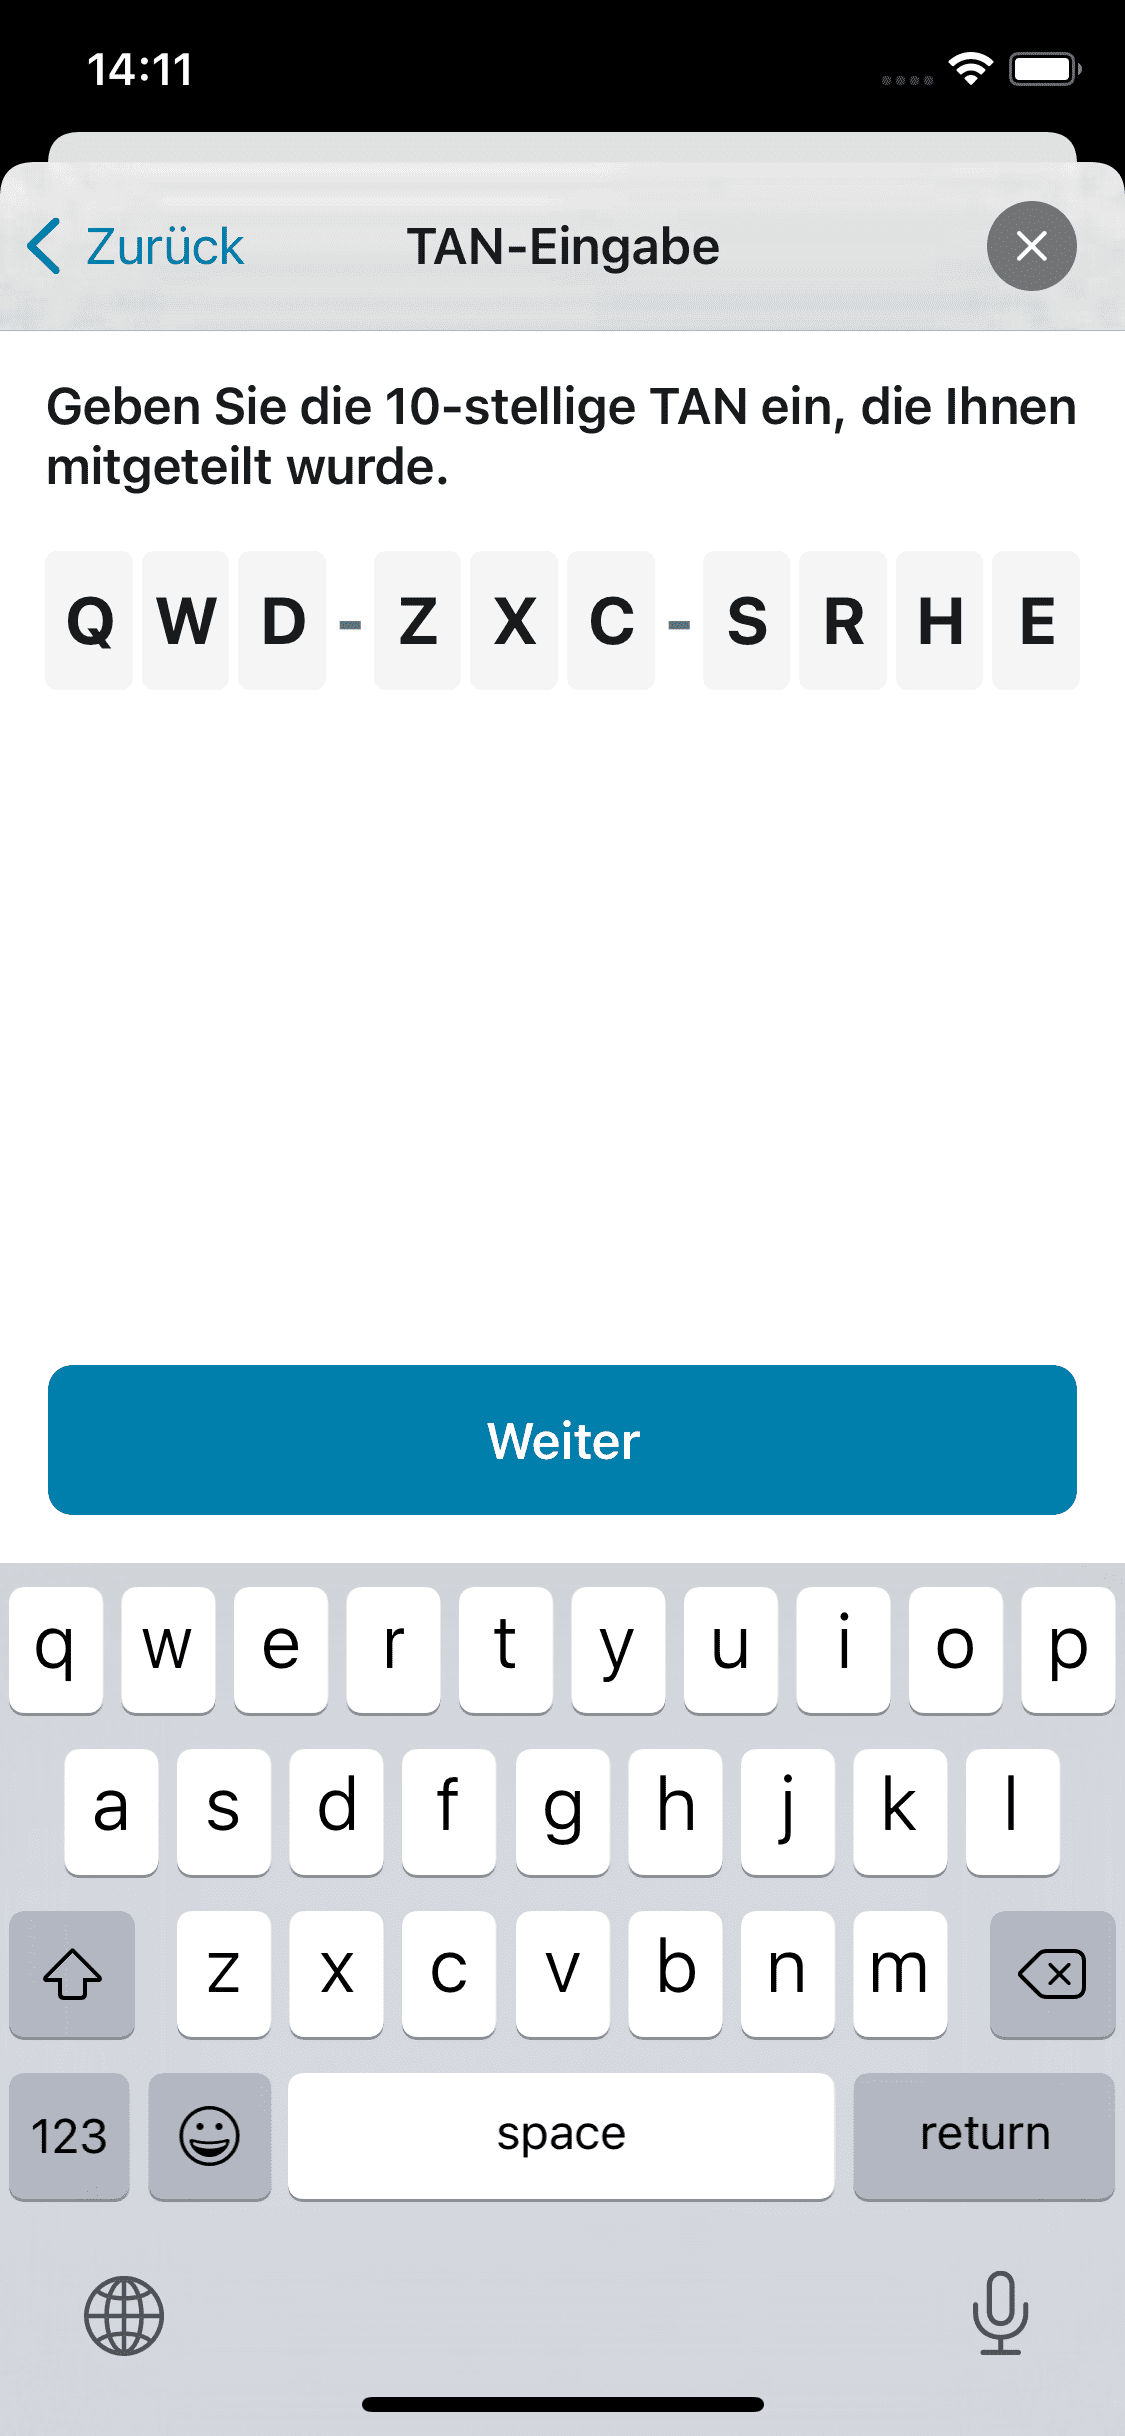 14:11
Zurück TAN-Eingabe
Geben Sie die 10-stellige TAN ein, die Ihnen
mitgeteilt wurde.
Q W D - Z X C - S R H E
Weiter
q w e r t y u i o p
a s d f g h j k l
z x c v b n m
123 space return